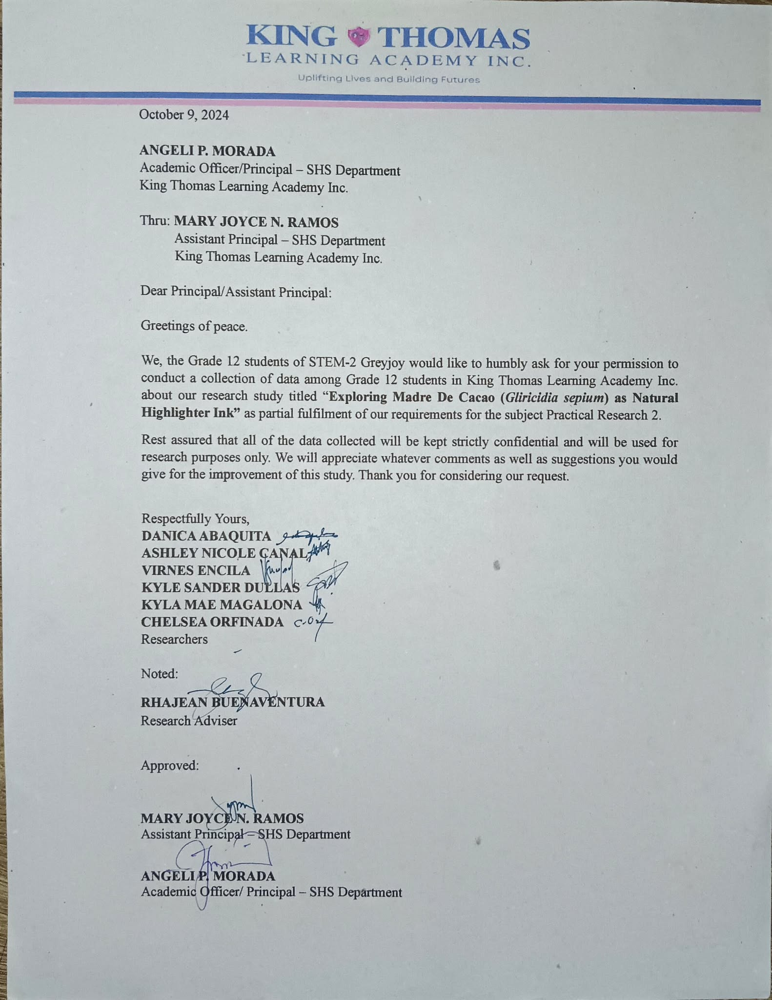 KING THOMAS
LEARNING ACADEMY INC.
Uplifting Lives and Building Futures
October 9, 2024
ANGELI P. MORADA
Academic Officer/Principal – SHS Department
King Thomas Learning Academy Inc.
Thru: MARY JOYCE N. RAMOS
Assistant Principal – SHS Department
King Thomas Learning Academy Inc.
Dear Principal/Assistant Principal:
Greetings of peace.
We, the Grade 12 students of STEM-2 Greyjoy would like to humbly ask for your permission to
conduct a collection of data among Grade 12 students in King Thomas Learning Academy Inc.
about our research study titled “Exploring Madre De Cacao (Gliricidia sepium) as Natural
Highlighter Ink” as partial fulfilment of our requirements for the subject Practical Research 2.
Rest assured that all of the data collected will be kept strictly confidential and will be used for
research purposes only. We will appreciate whatever comments as well as suggestions you would
give for the improvement of this study. Thank you for considering our request.
Respectfully Yours,
DANICA ABAQUITA
ASHLEY NICOLE CANAL
VIRNES ENCILA
KYLE SANDER DULLAS
KYLA MAE MAGALONA
CHELSEA ORFINADA
Researchers
Noted:
RHAJEAN BUENAVENTURA
Research Adviser
Approved:
MARY JOYCE N. RAMOS
Assistant Principal – SHS Department
ANGELI P. MORADA
Academic Officer/ Principal – SHS Department